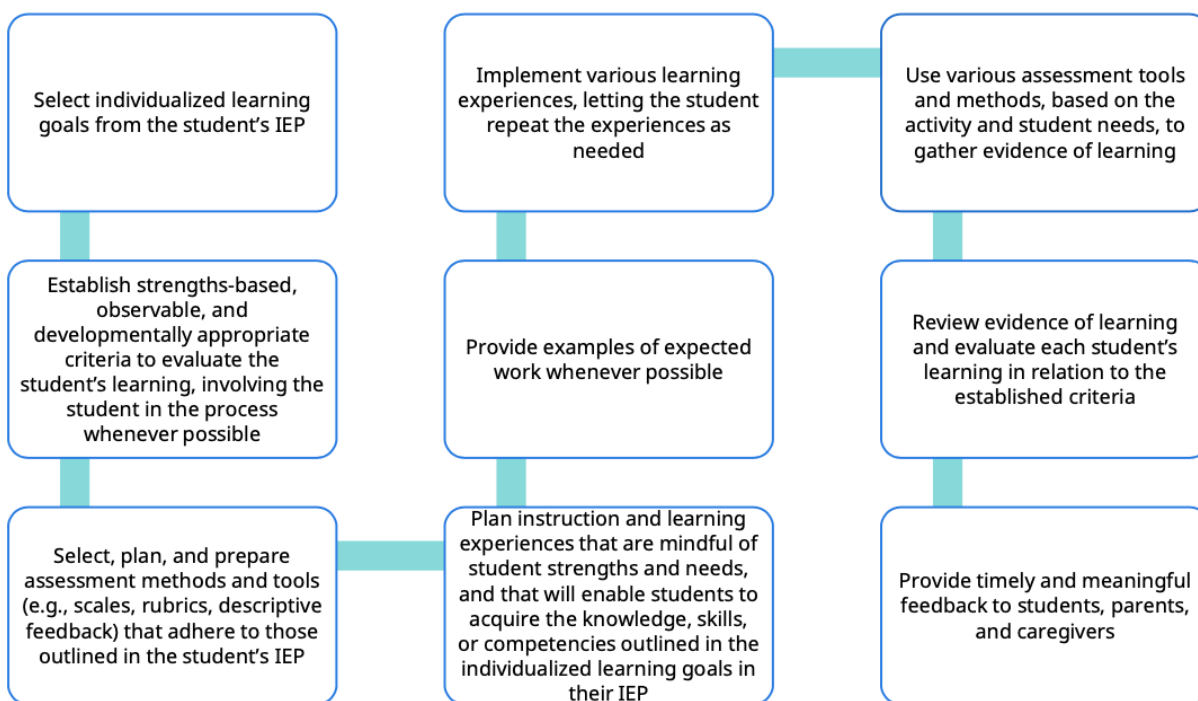 Select individualized learning
goals from the student’s IEP
Establish strengths-based,
observable, and
developmentally appropriate
criteria to evaluate the
student’s learning, involving the
student in the process
whenever possible
Select, plan, and prepare
assessment methods and tools
(e.g., scales, rubrics, descriptive
feedback) that adhere to those
outlined in the student’s IEP
Plan instruction and learning
experiences that are mindful of
student strengths and needs,
and that will enable students to
acquire the knowledge, skills,
or competencies outlined in the
individualized learning goals in
their IEP
Provide examples of expected
work whenever possible
Implement various learning
experiences, letting the student
repeat the experiences as
needed
Use various assessment tools
and methods, based on the
activity and student needs, to
gather evidence of learning
Review evidence of learning
and evaluate each student’s
learning in relation to the
established criteria
Provide timely and meaningful
feedback to students, parents,
and caregivers